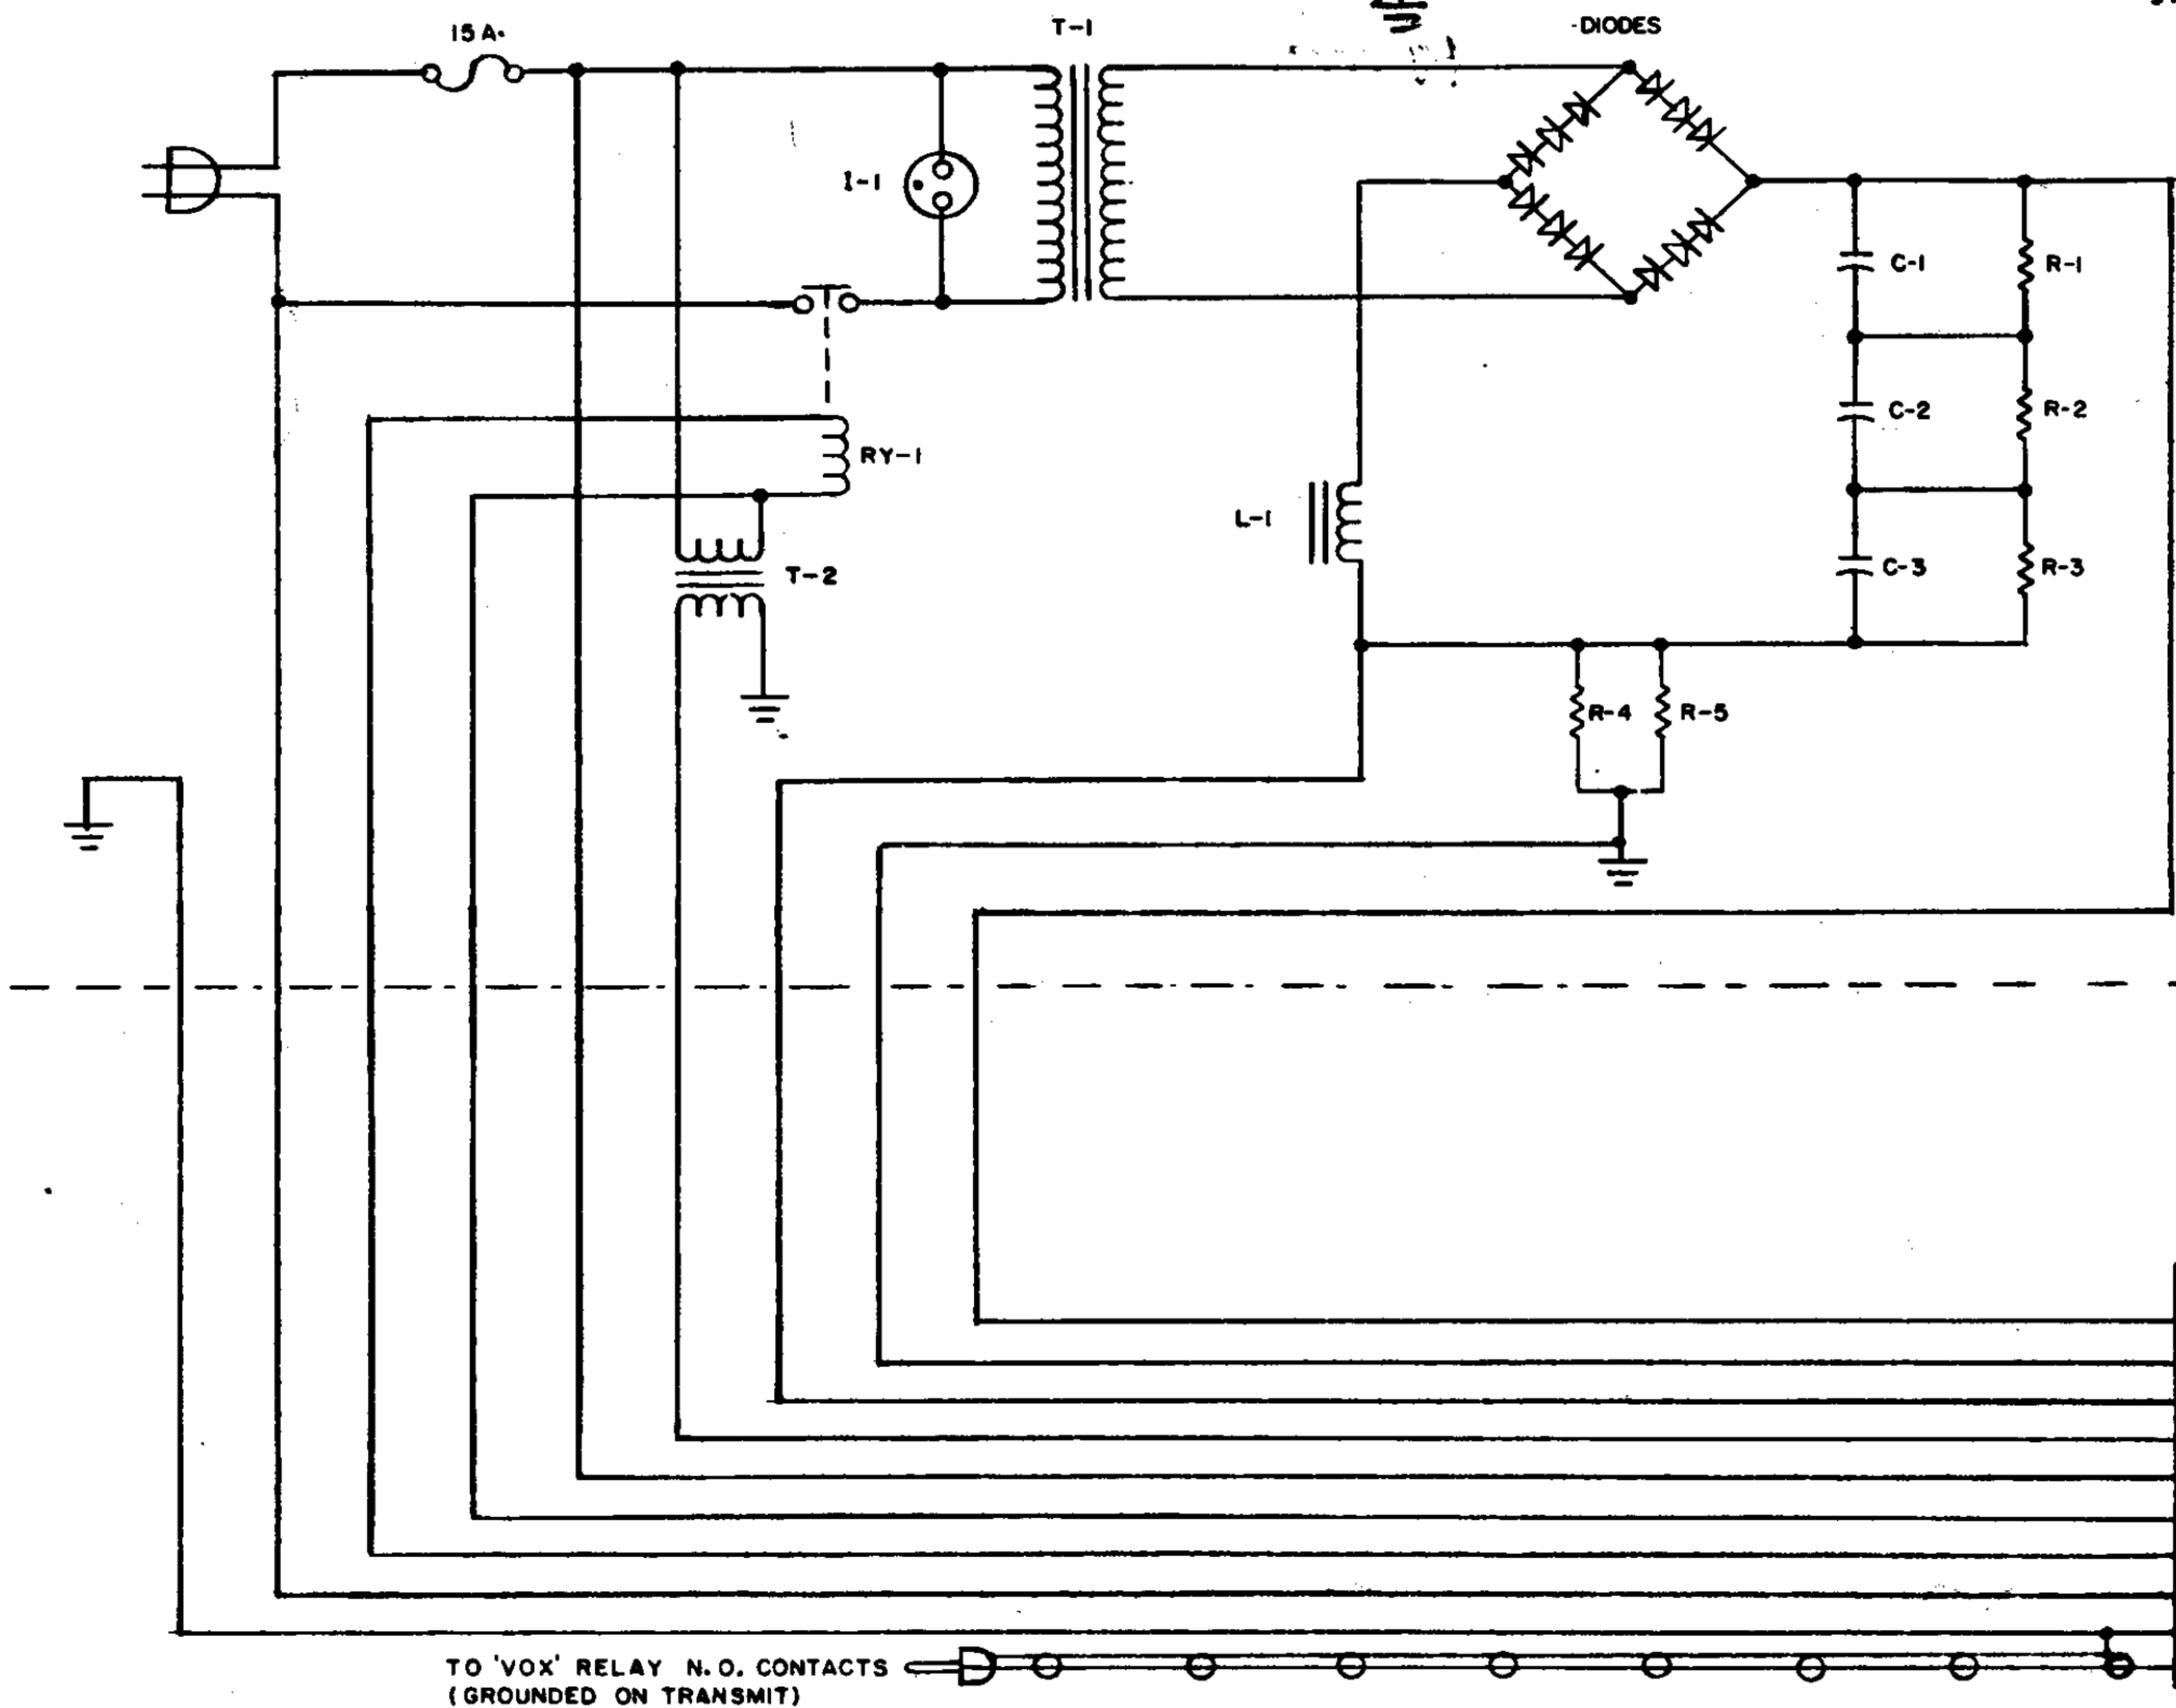 15 A.
T-1
DIODES
I-1
C-1
R-1
C-2
R-2
RY-1
L-1
T-2
C-3
R-3
R-4
R-5
TO 'VOX' RELAY N.O. CONTACTS
(GROUNDED ON TRANSMIT)